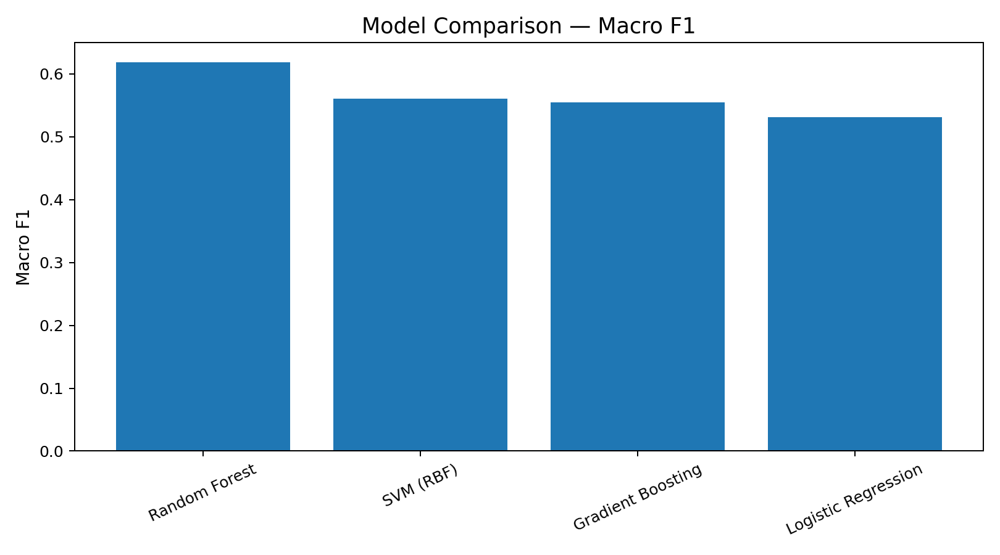 Model Comparison — Macro F1
Macro F1
0.6
0.5
0.4
0.3
0.2
0.1
0.0
Random Forest
SVM (RBF)
Gradient Boosting
Logistic Regression